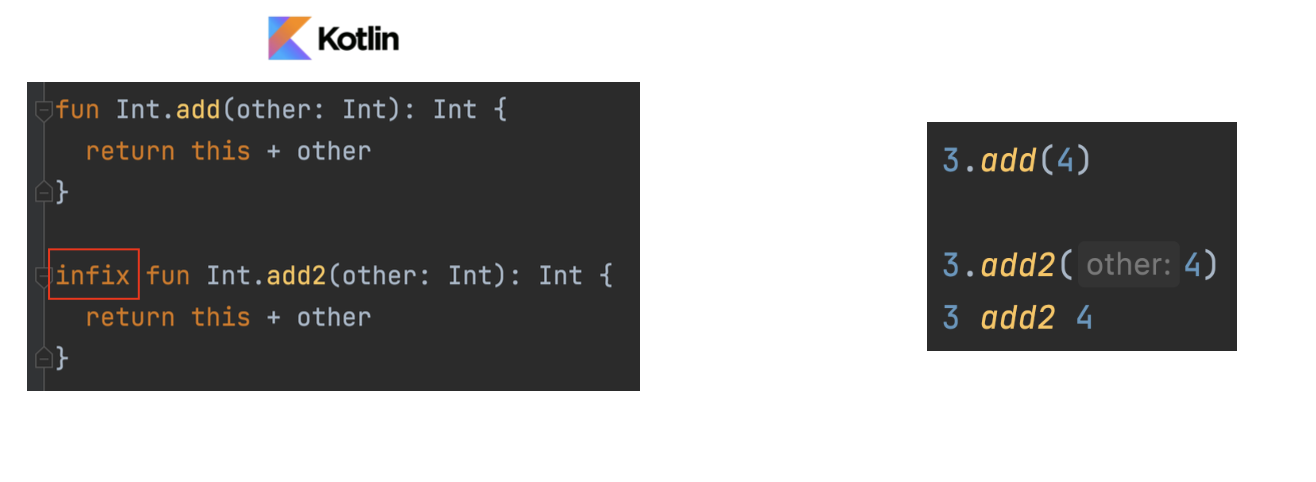 Kotlin
fun Int.add(other: Int): Int {
  return this + other
}
infix fun Int.add2(other: Int): Int {
  return this + other
}
3.add(4)
3.add2( other: 4)
3 add2 4